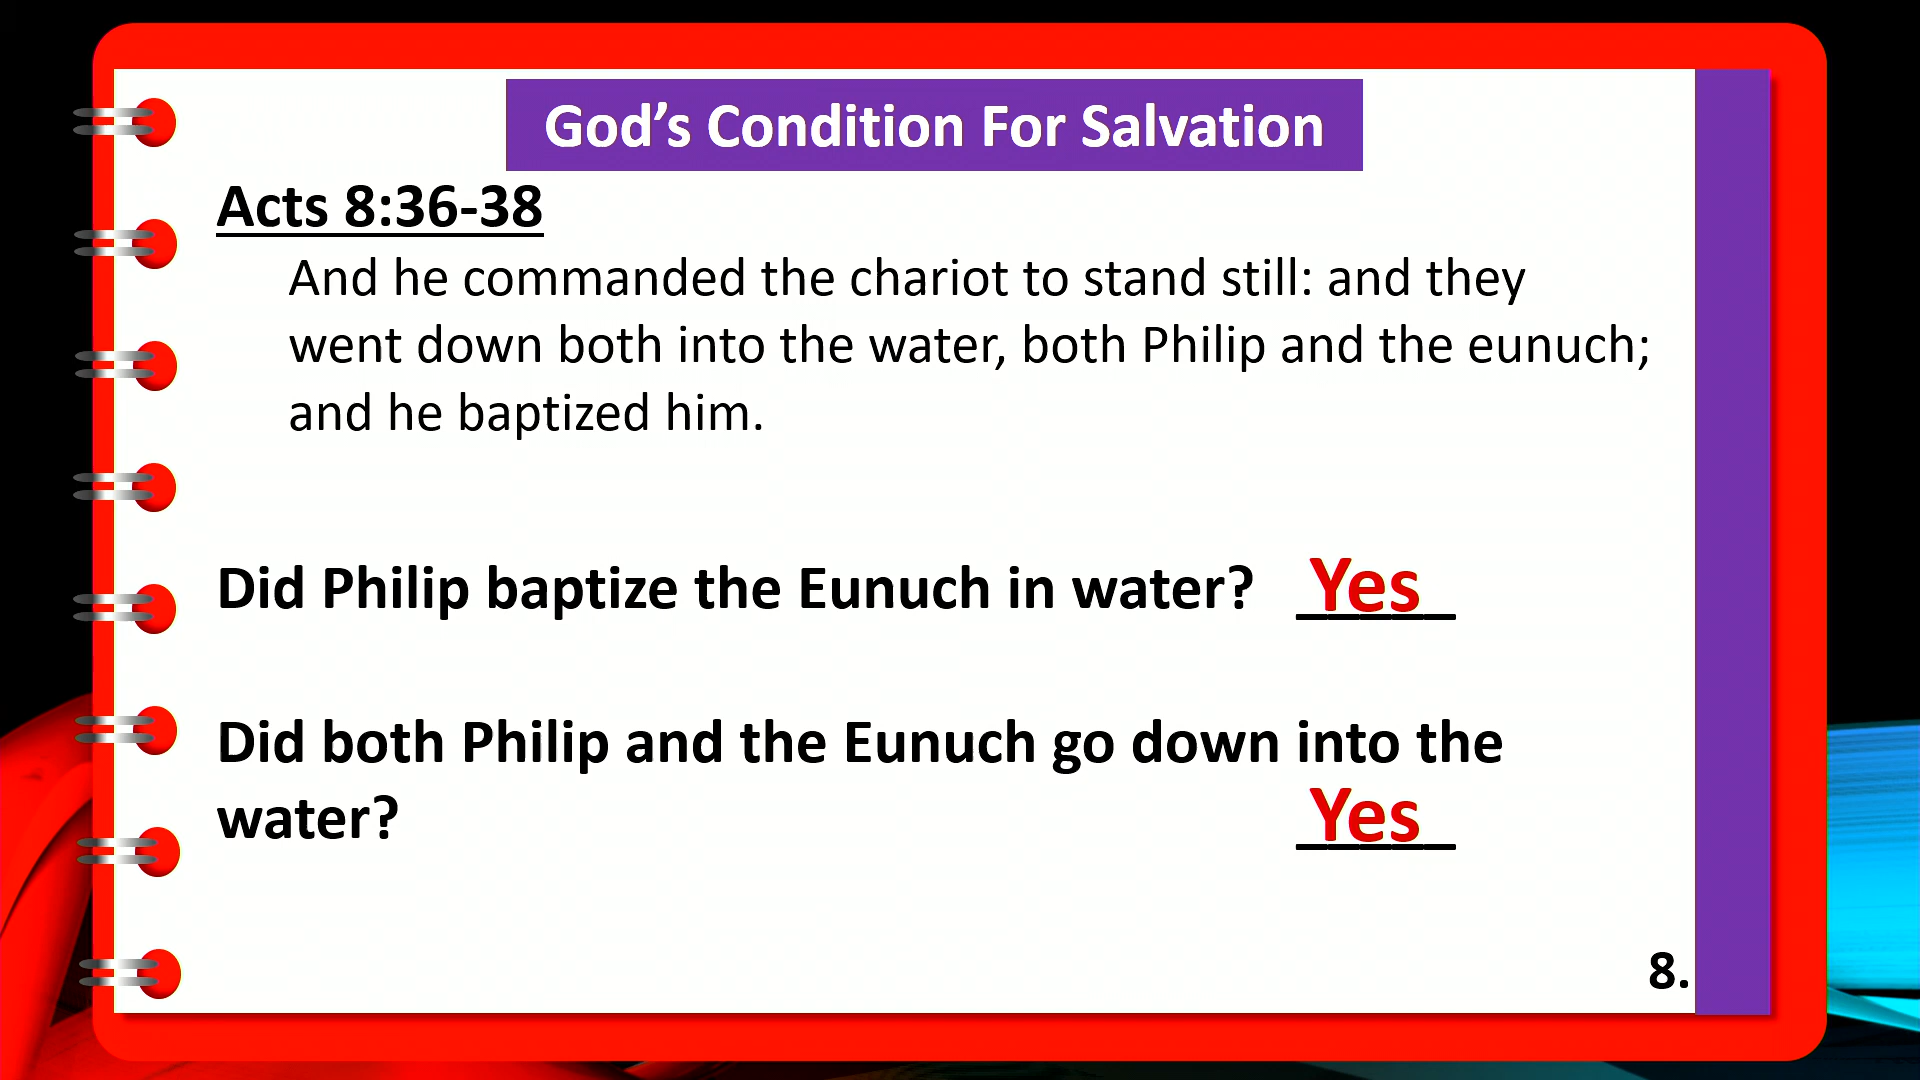 God’s Condition For Salvation
Acts 8:36-38
And he commanded the chariot to stand still: and they
went down both into the water, both Philip and the eunuch;
and he baptized him.
Did Philip baptize the Eunuch in water? Yes
Did both Philip and the Eunuch go down into the
water? Yes
8.